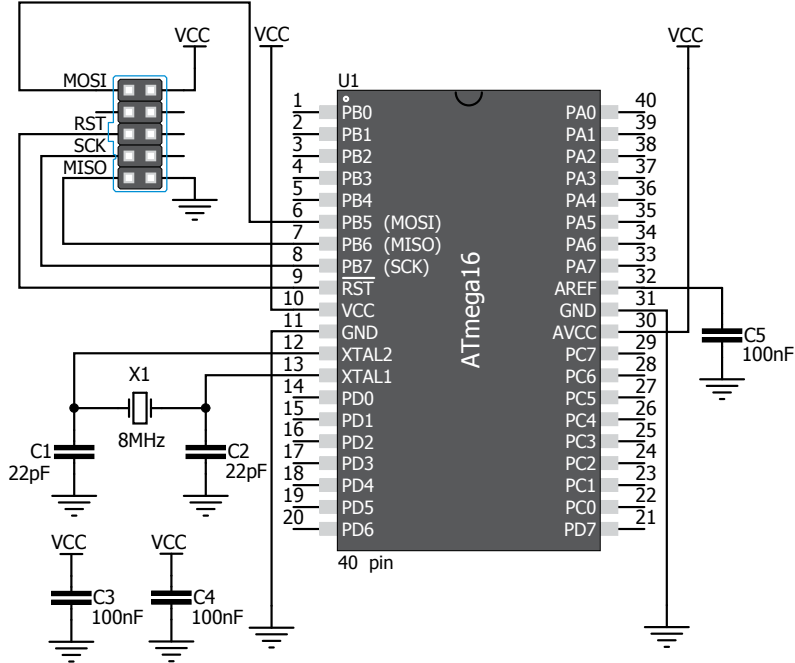 VCC
VCC
VCC
MOSI
RST
SCK
MISO
U1
1 PB0 PA0 40
2 PB1 PA1 39
3 PB2 PA2 38
4 PB3 PA3 37
5 PB4 PA4 36
6 PB5 (MOSI) PA5 35
7 PB6 (MISO) PA6 34
8 PB7 (SCK) PA7 33
9 RST AREF 32
10 VCC GND 31
11 GND AVCC 30
12 XTAL2 PC7 29
13 XTAL1 PC6 28
14 PD0 PC5 27
15 PD1 PC4 26
16 PD2 PC3 25
17 PD3 PC2 24
18 PD4 PC1 23
19 PD5 PC0 22
20 PD6 PD7 21
ATmega16
40 pin
C5
100nF
X1
8MHz
C1
22pF
C2
22pF
VCC
C3
100nF
VCC
C4
100nF